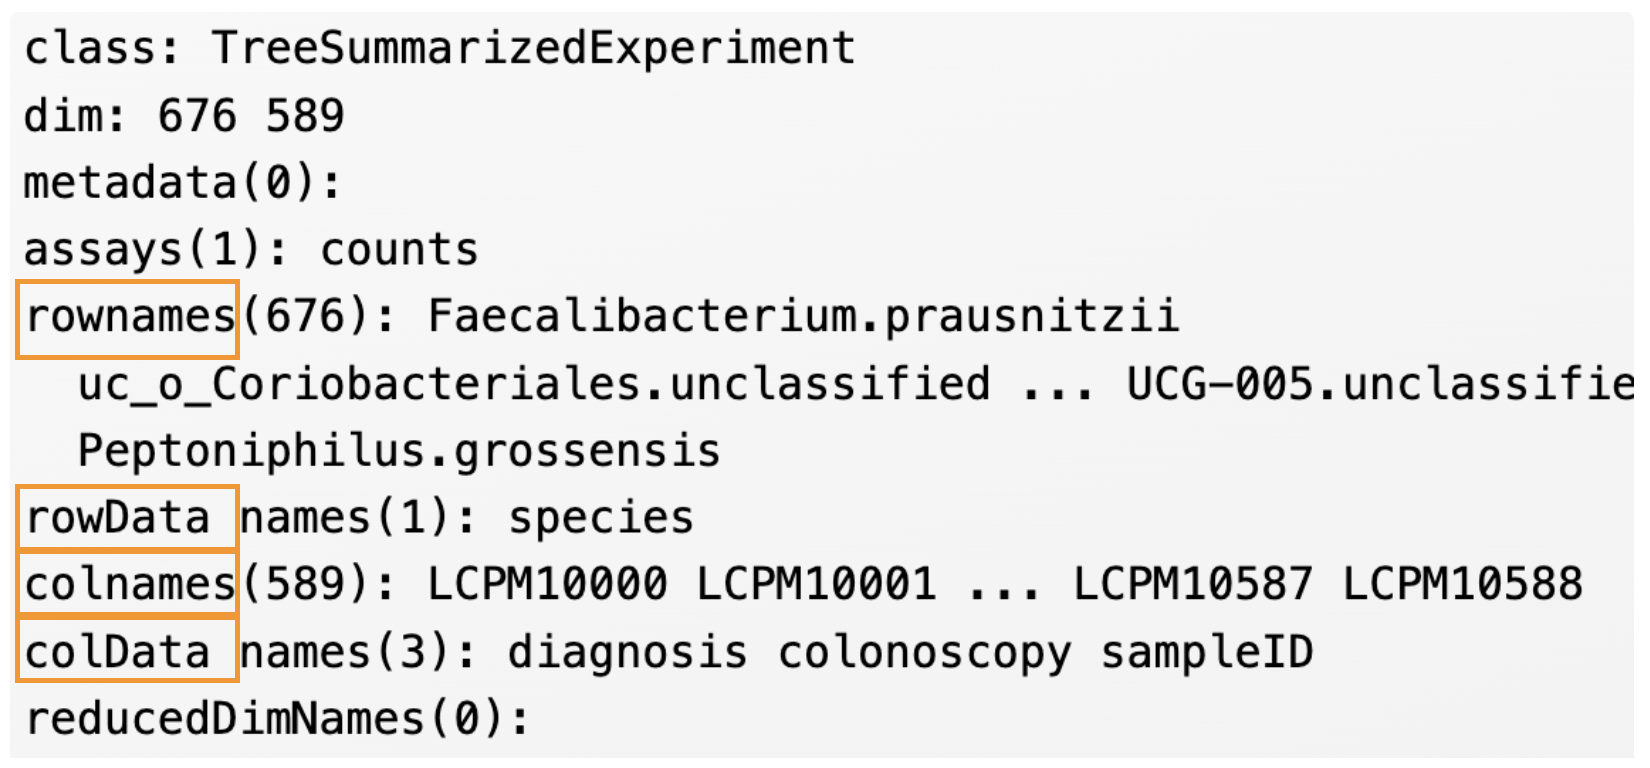 class: TreeSummarizedExperiment
dim: 676 589
metadata(0):
assays(1): counts
rownames(676): Faecalibacterium.prausnitzii
uc_o_Coriobacteriales.unclassified ... UCG-005.unclassifie
Peptoniphilus.grossensis
rowData names(1): species
colnames(589): LCPM10000 LCPM10001 ... LCPM10587 LCPM10588
colData names(3): diagnosis colonoscopy sampleID
reducedDimNames(0):